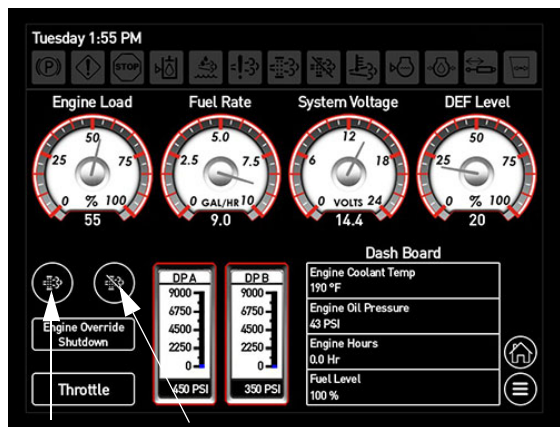 Tuesday 1:55 PM
(P) STOP
Engine Load Fuel Rate System Voltage DEF Level
0 25 50 75 100 %
55
0 2.5 5.0 7.5 10 GAL/HR
9.0
0 6 12 18 24 VOLTS
14.4
0 25 50 75 100 %
20
Engine Override
Shutdown
Throttle
DP A
9000
6750
4500
2250
0
450 PSI
DP B
9000
6750
4500
2250
0
350 PSI
Dash Board
Engine Coolant Temp
190 °F
Engine Oil Pressure
43 PSI
Engine Hours
0.0 Hr
Fuel Level
100 %